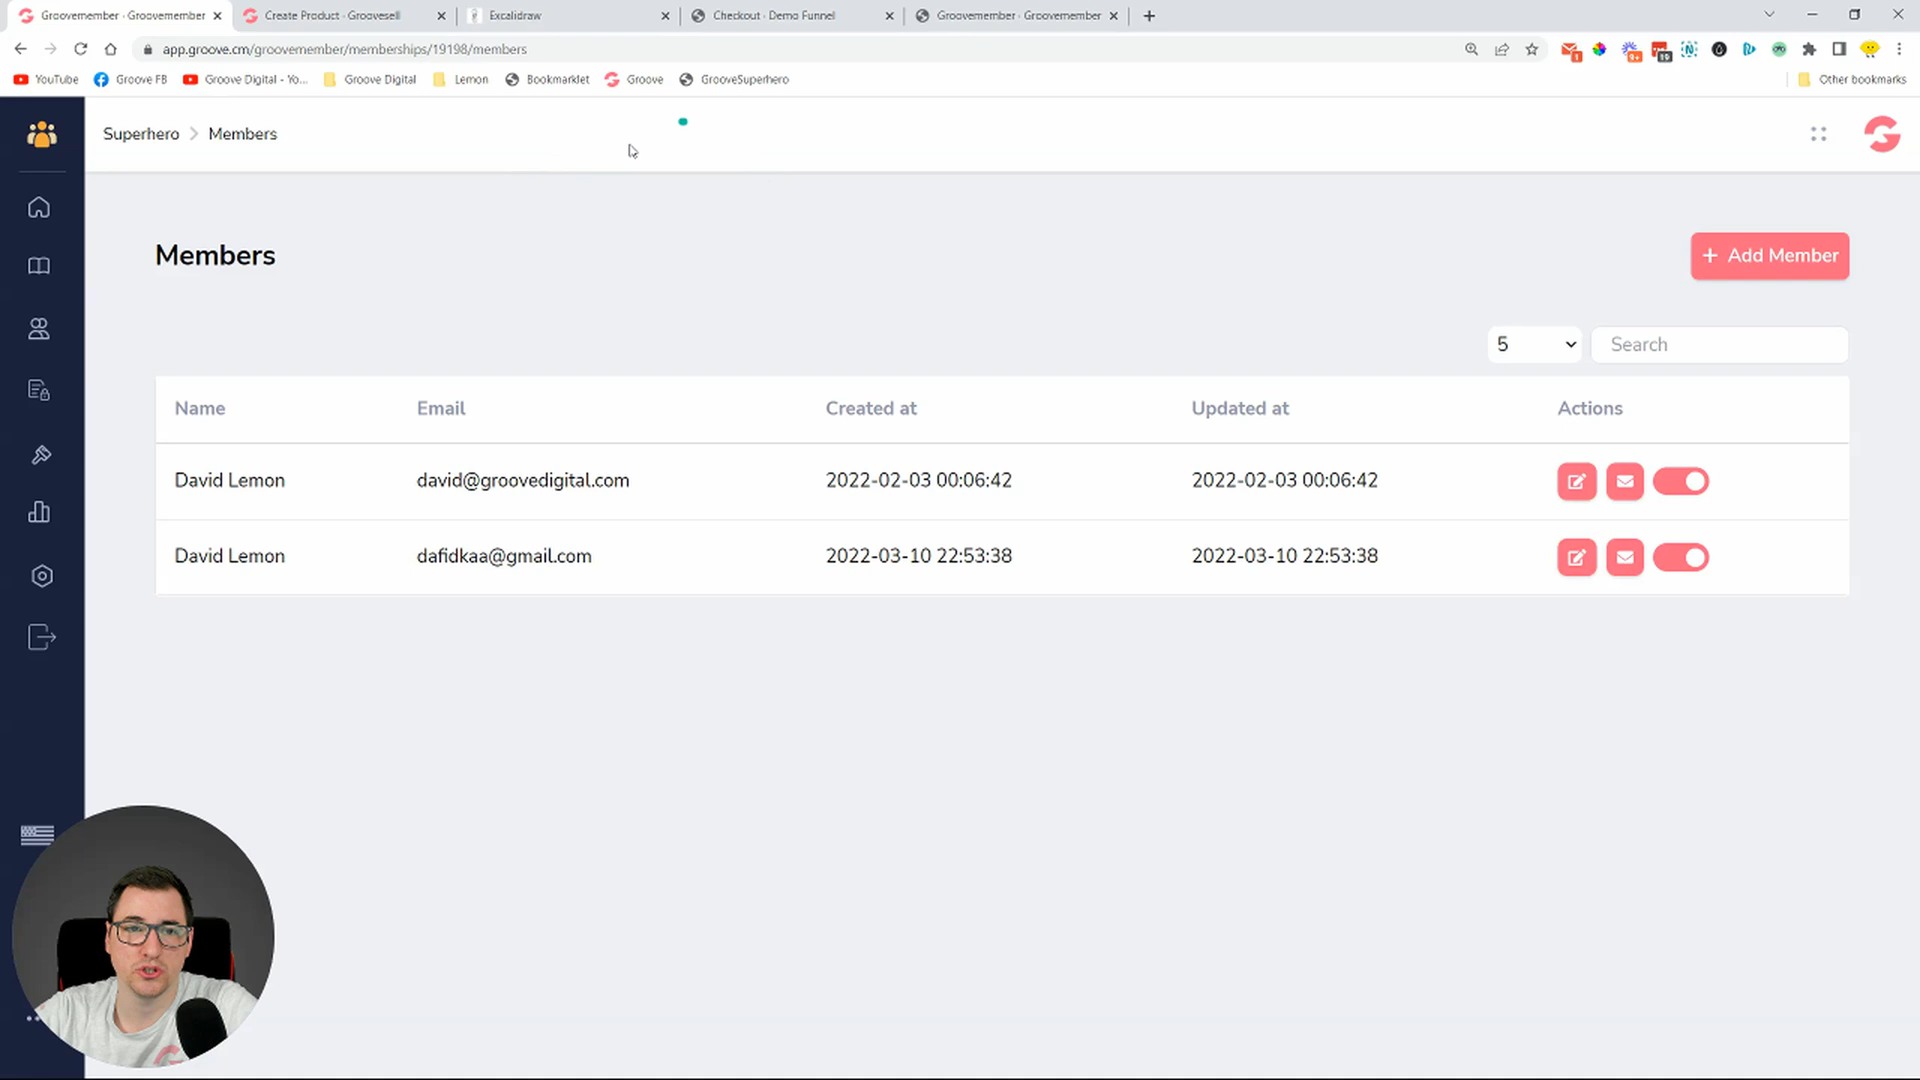 Groovemember - Groovemember
Create Product - Groovesell
Excalidraw
Checkout - Demo Funnel
Groovemember - Groovemember
app.groove.cm/groovemember/memberships/19198/members
YouTube
Groove FB
Groove Digital - Yo...
Groove Digital
Lemon
Bookmarklet
Groove
GrooveSuperhero
Other bookmarks
Superhero > Members
Members
+ Add Member
5
Search
Name Email Created at Updated at Actions
David Lemon david@groovedigital.com 2022-02-03 00:06:42 2022-02-03 00:06:42
David Lemon dafidkaa@gmail.com 2022-03-10 22:53:38 2022-03-10 22:53:38